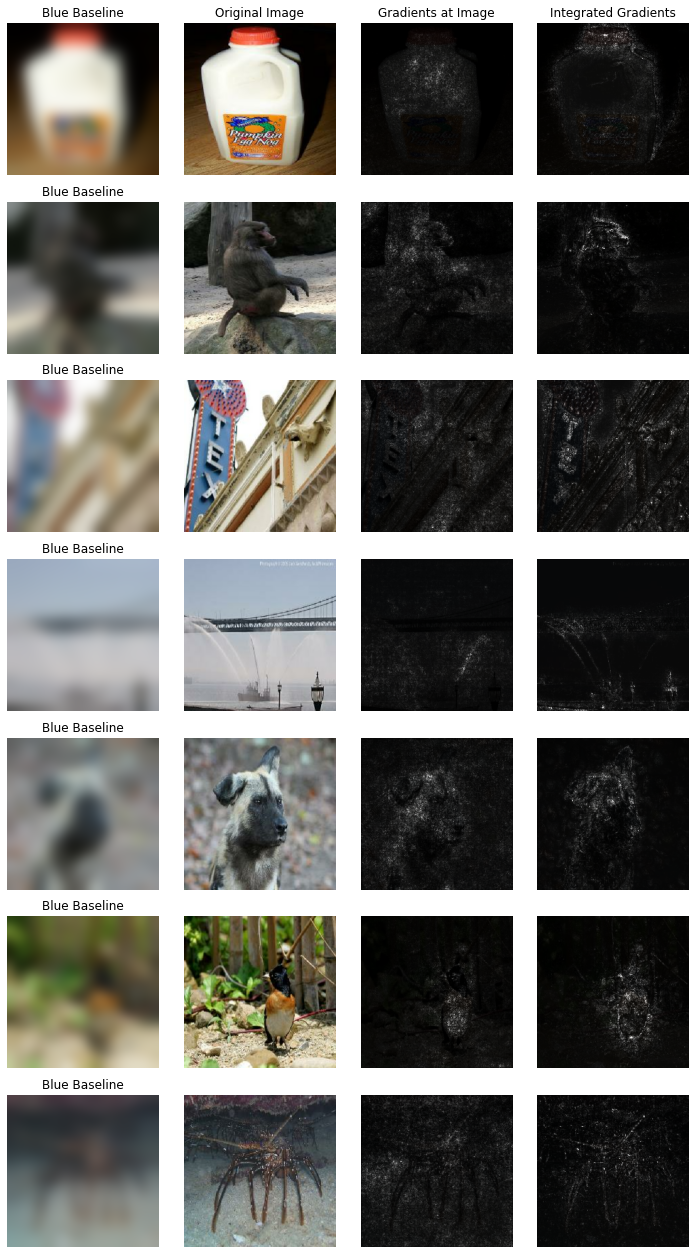 Blue Baseline
Original Image
Gradients at Image
Integrated Gradients
Pumpkin
Egg Nog
Blue Baseline
Blue Baseline
TEX
Blue Baseline
Blue Baseline
Blue Baseline
Blue Baseline